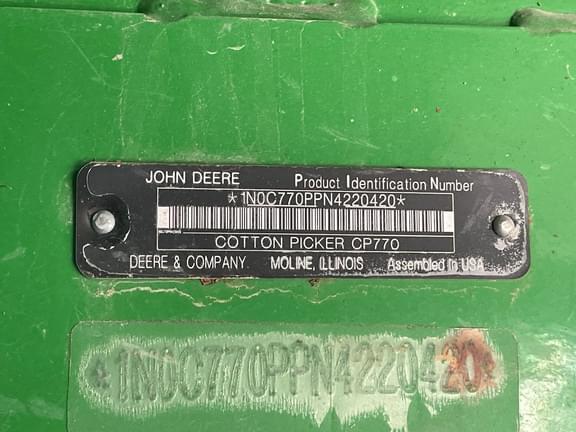 JOHN DEERE Product Identification Number
*1N0C770PPN4220420*
COTTON PICKER CP770
DEERE & COMPANY MOLINE, ILLINOIS Assembled In USA
*1N0C770PPN4220420*